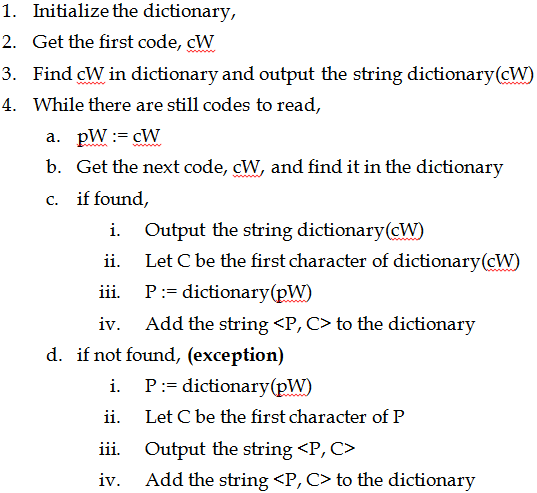 1. Initialize the dictionary,
2. Get the first code, cW
3. Find cW in dictionary and output the string dictionary(cW)
4. While there are still codes to read,
a. pW := cW
b. Get the next code, cW, and find it in the dictionary
c. if found,
i. Output the string dictionary(cW)
ii. Let C be the first character of dictionary(cW)
iii. P := dictionary(pW)
iv. Add the string <P, C> to the dictionary
d. if not found, (exception)
i. P := dictionary(pW)
ii. Let C be the first character of P
iii. Output the string <P, C>
iv. Add the string <P, C> to the dictionary